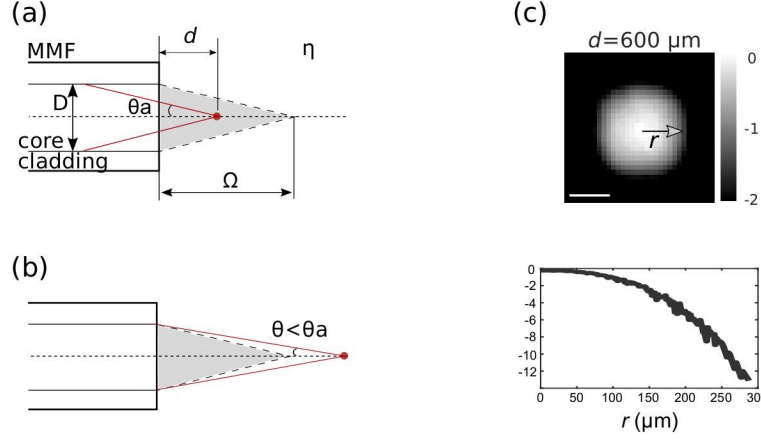 (a)
MMF
d
η
D
θa
core
cladding
Ω
(b)
θ<θa
(c)
d=600 µm
0
-1
-2
r
0
-2
-4
-6
-8
-10
-12
0 50 100 150 200 250 30
r (µm)